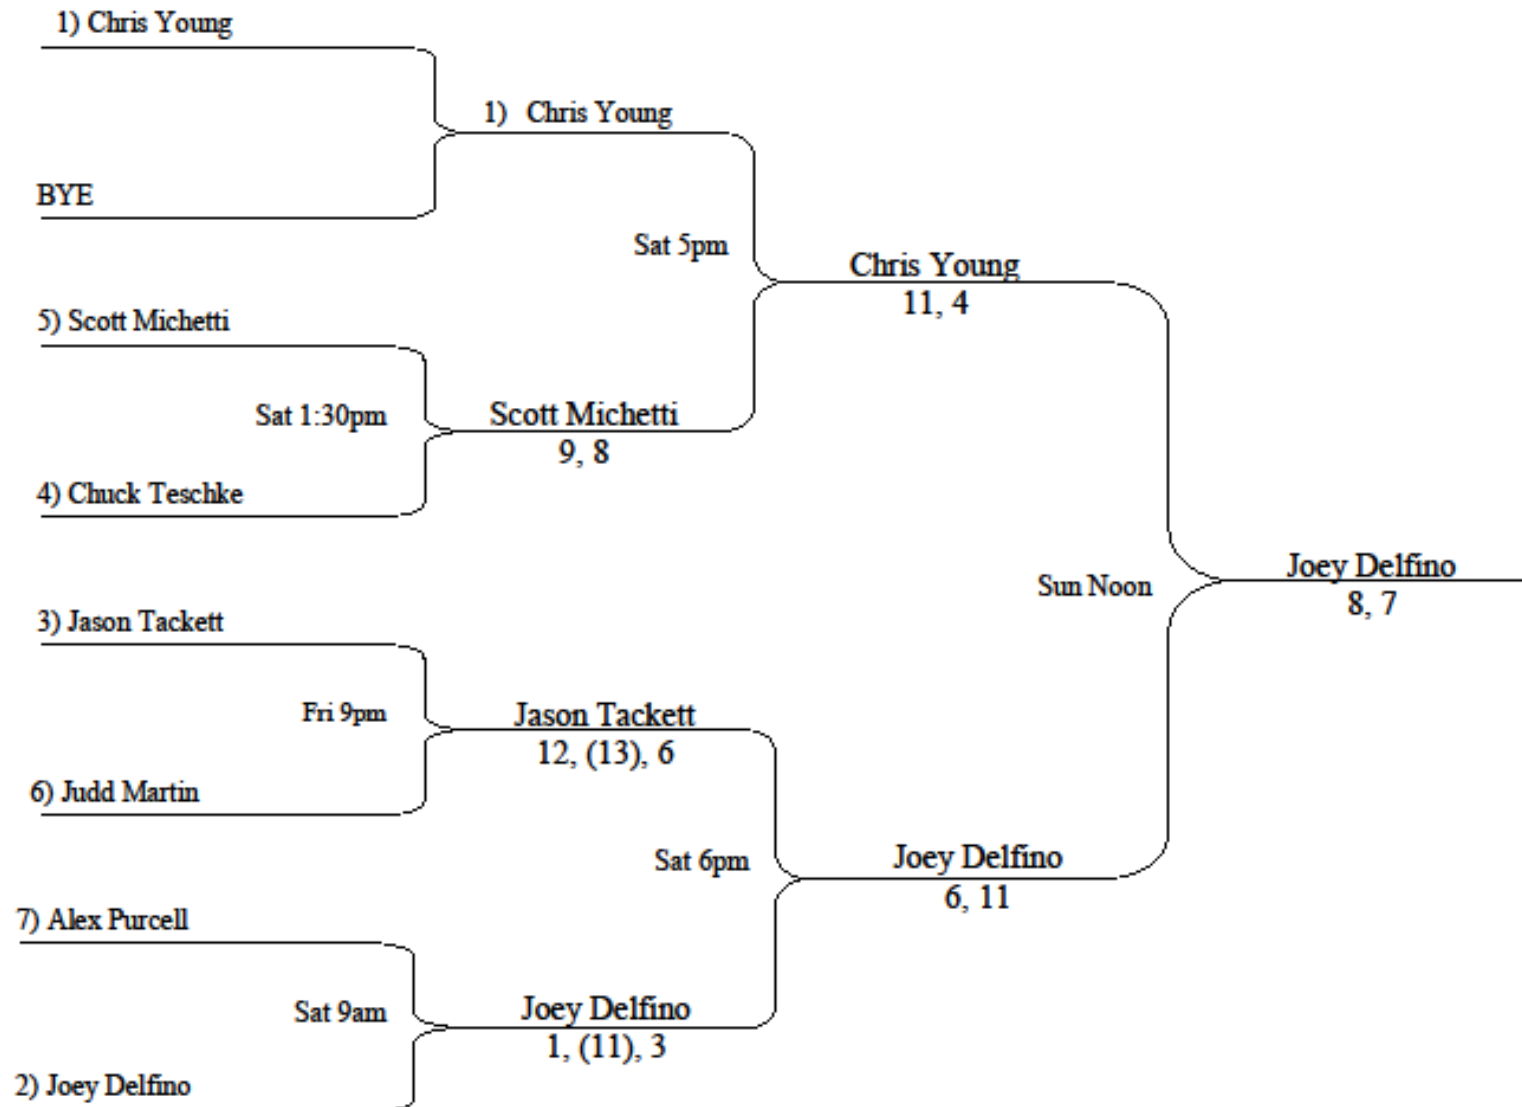 1) Chris Young
1) Chris Young
BYE
Sat 5pm
Chris Young
11, 4
5) Scott Michetti
Sat 1:30pm
Scott Michetti
9, 8
4) Chuck Teschke
Sun Noon
Joey Delfino
8, 7
3) Jason Tackett
Fri 9pm
Jason Tackett
12, (13), 6
6) Judd Martin
Sat 6pm
Joey Delfino
6, 11
7) Alex Purcell
Sat 9am
Joey Delfino
1, (11), 3
2) Joey Delfino